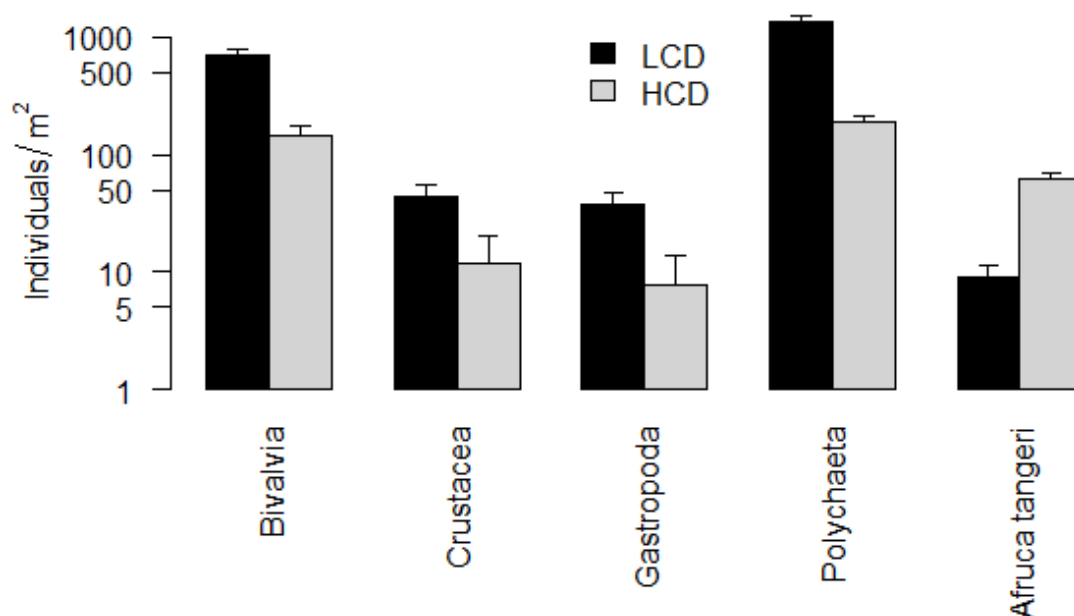 Individuals/ m²
1000
500
100
50
10
5
1
LCD
HCD
Bivalvia
Crustacea
Gastropoda
Polychaeta
Afruca tangeri